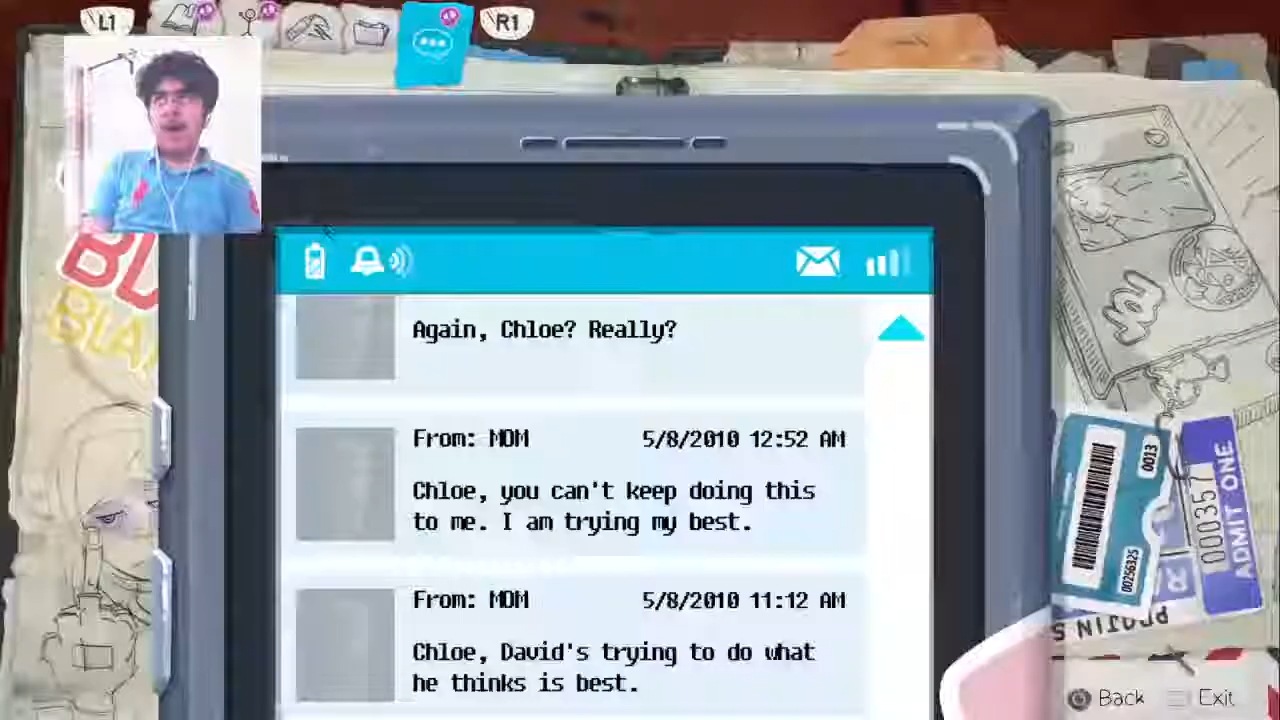 L1
R1
Again, Chloe? Really?
From: MOM 5/8/2010 12:52 AM
Chloe, you can't keep doing this
to me. I am trying my best.
From: MOM 5/8/2010 11:12 AM
Chloe, David's trying to do what
he thinks is best.
0013
00256325
000357
ADMIT ONE
Back
Exit